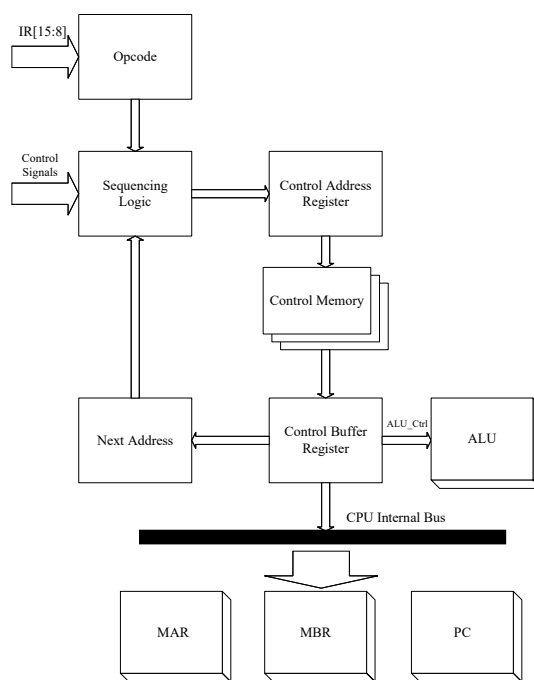 IR[15:8]
Opcode
Control
Signals
Sequencing
Logic
Control Address
Register
Control Memory
Next Address
Control Buffer
Register
ALU_Ctrl
ALU
CPU Internal Bus
MAR
MBR
PC